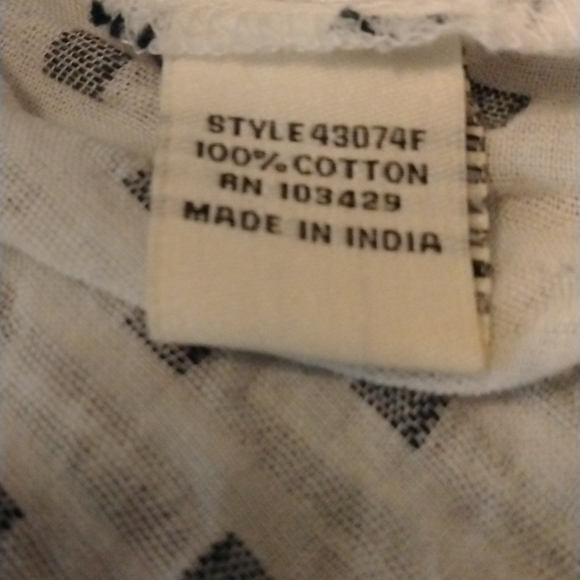 STYLE 43074F
100% COTTON
RN 103429
MADE IN INDIA